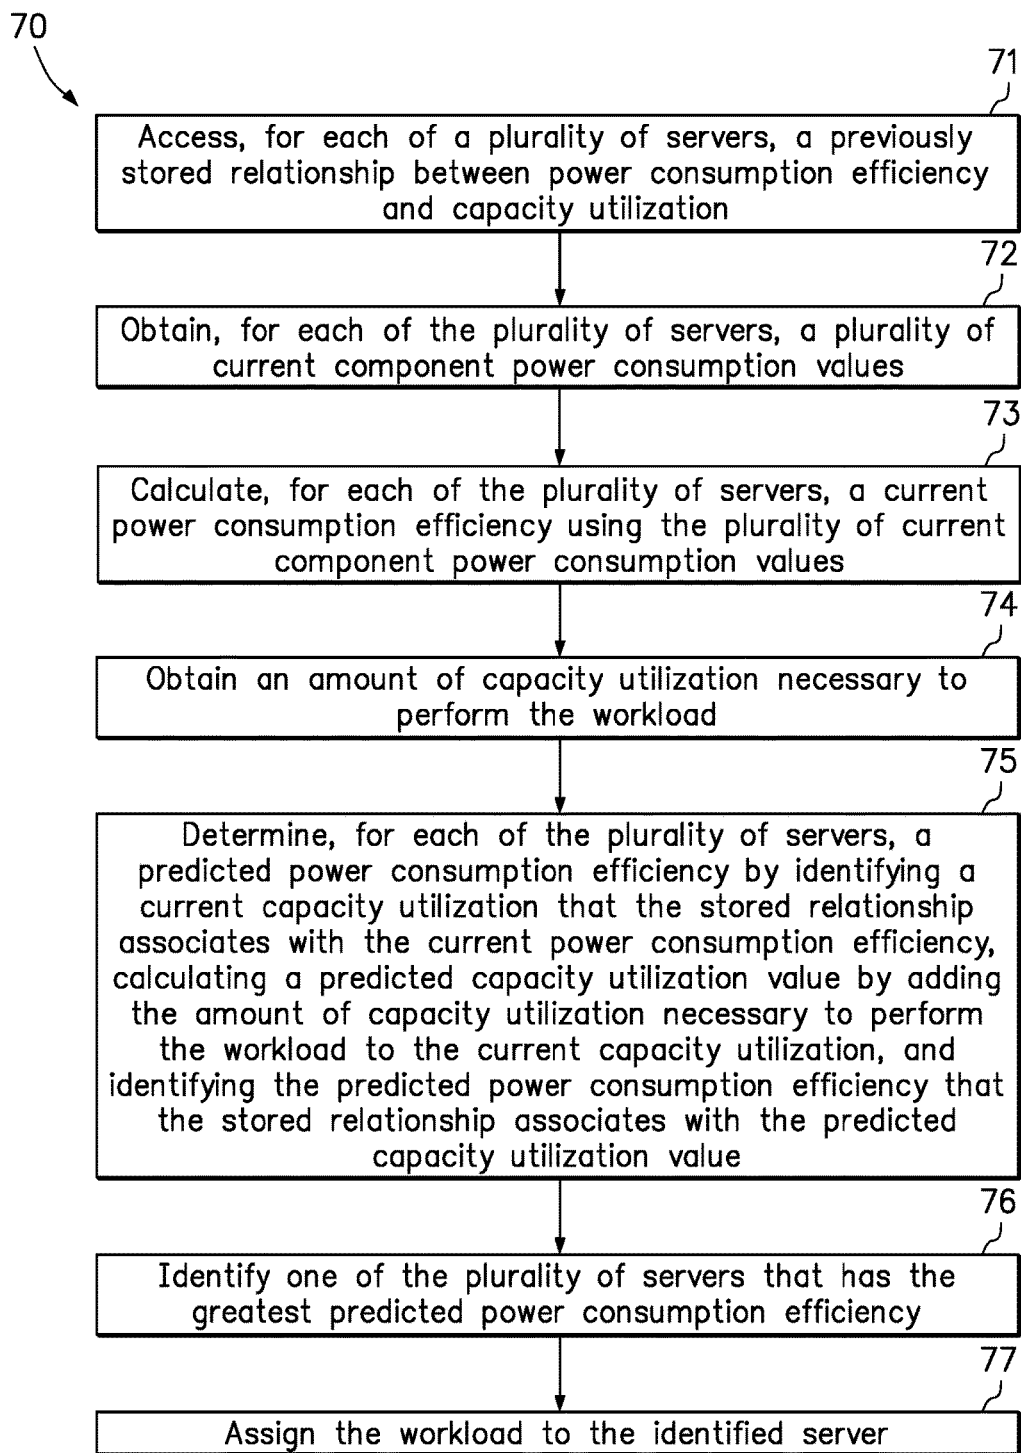 70
71
Access, for each of a plurality of servers, a previously
stored relationship between power consumption efficiency
and capacity utilization
72
Obtain, for each of the plurality of servers, a plurality of
current component power consumption values
73
Calculate, for each of the plurality of servers, a current
power consumption efficiency using the plurality of current
component power consumption values
74
Obtain an amount of capacity utilization necessary to
perform the workload
75
Determine, for each of the plurality of servers, a
predicted power consumption efficiency by identifying a
current capacity utilization that the stored relationship
associates with the current power consumption efficiency,
calculating a predicted capacity utilization value by adding
the amount of capacity utilization necessary to perform
the workload to the current capacity utilization, and
identifying the predicted power consumption efficiency that
the stored relationship associates with the predicted
capacity utilization value
76
Identify one of the plurality of servers that has the
greatest predicted power consumption efficiency
77
Assign the workload to the identified server